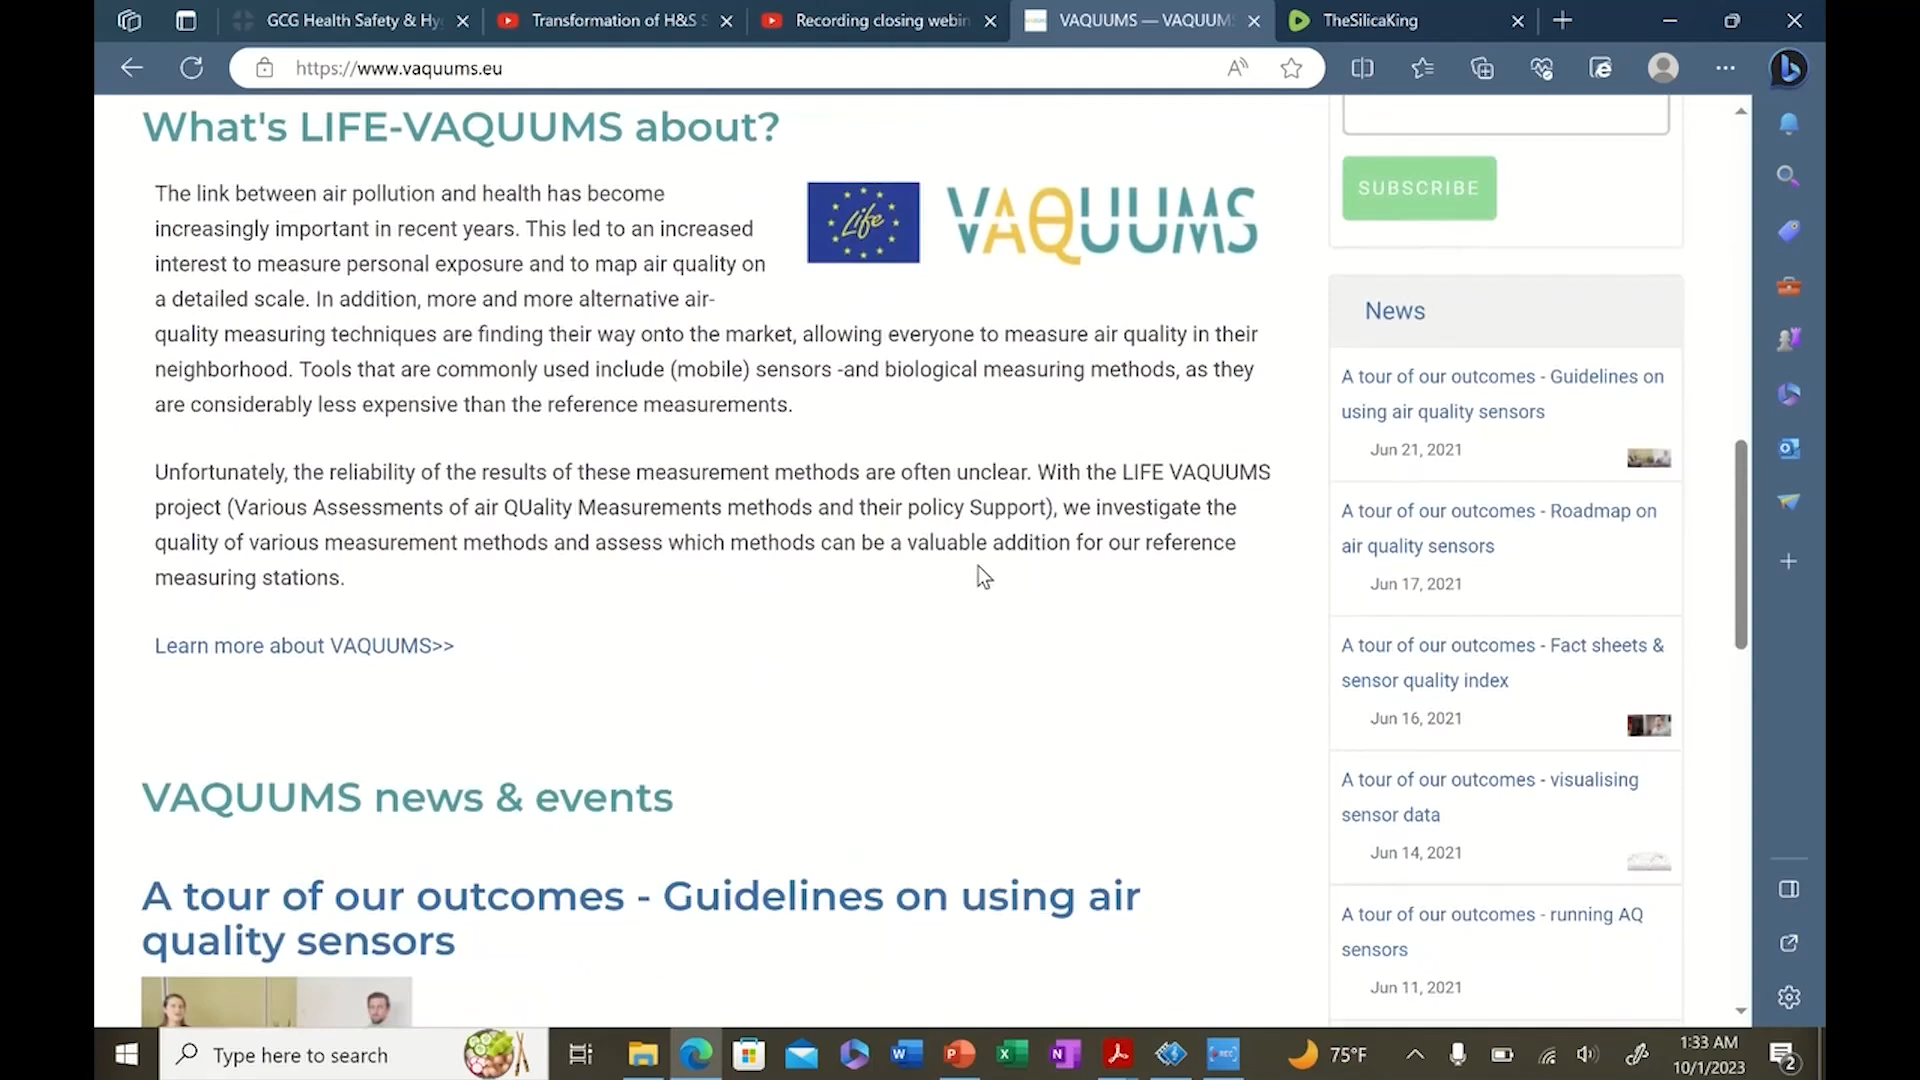 GCG Health Safety & Hy
Transformation of H&S S
Recording closing webin
VAQUUMS — VAQUUM
TheSilicaKing
https://www.vaquums.eu
What's LIFE-VAQUUMS about?
The link between air pollution and health has become
increasingly important in recent years. This led to an increased
interest to measure personal exposure and to map air quality on
a detailed scale. In addition, more and more alternative air-
quality measuring techniques are finding their way onto the market, allowing everyone to measure air quality in their
neighborhood. Tools that are commonly used include (mobile) sensors -and biological measuring methods, as they
are considerably less expensive than the reference measurements.
Life
VAQUUMS
Unfortunately, the reliability of the results of these measurement methods are often unclear. With the LIFE VAQUUMS
project (Various Assessments of air QUality Measurements methods and their policy Support), we investigate the
quality of various measurement methods and assess which methods can be a valuable addition for our reference
measuring stations.
Learn more about VAQUUMS>>
VAQUUMS news & events
A tour of our outcomes - Guidelines on using air
quality sensors
SUBSCRIBE
News
A tour of our outcomes - Guidelines on
using air quality sensors
Jun 21, 2021
A tour of our outcomes - Roadmap on
air quality sensors
Jun 17, 2021
A tour of our outcomes - Fact sheets &
sensor quality index
Jun 16, 2021
A tour of our outcomes - visualising
sensor data
Jun 14, 2021
A tour of our outcomes - running AQ
sensors
Jun 11, 2021
Type here to search
75°F
1:33 AM
10/1/2023
2